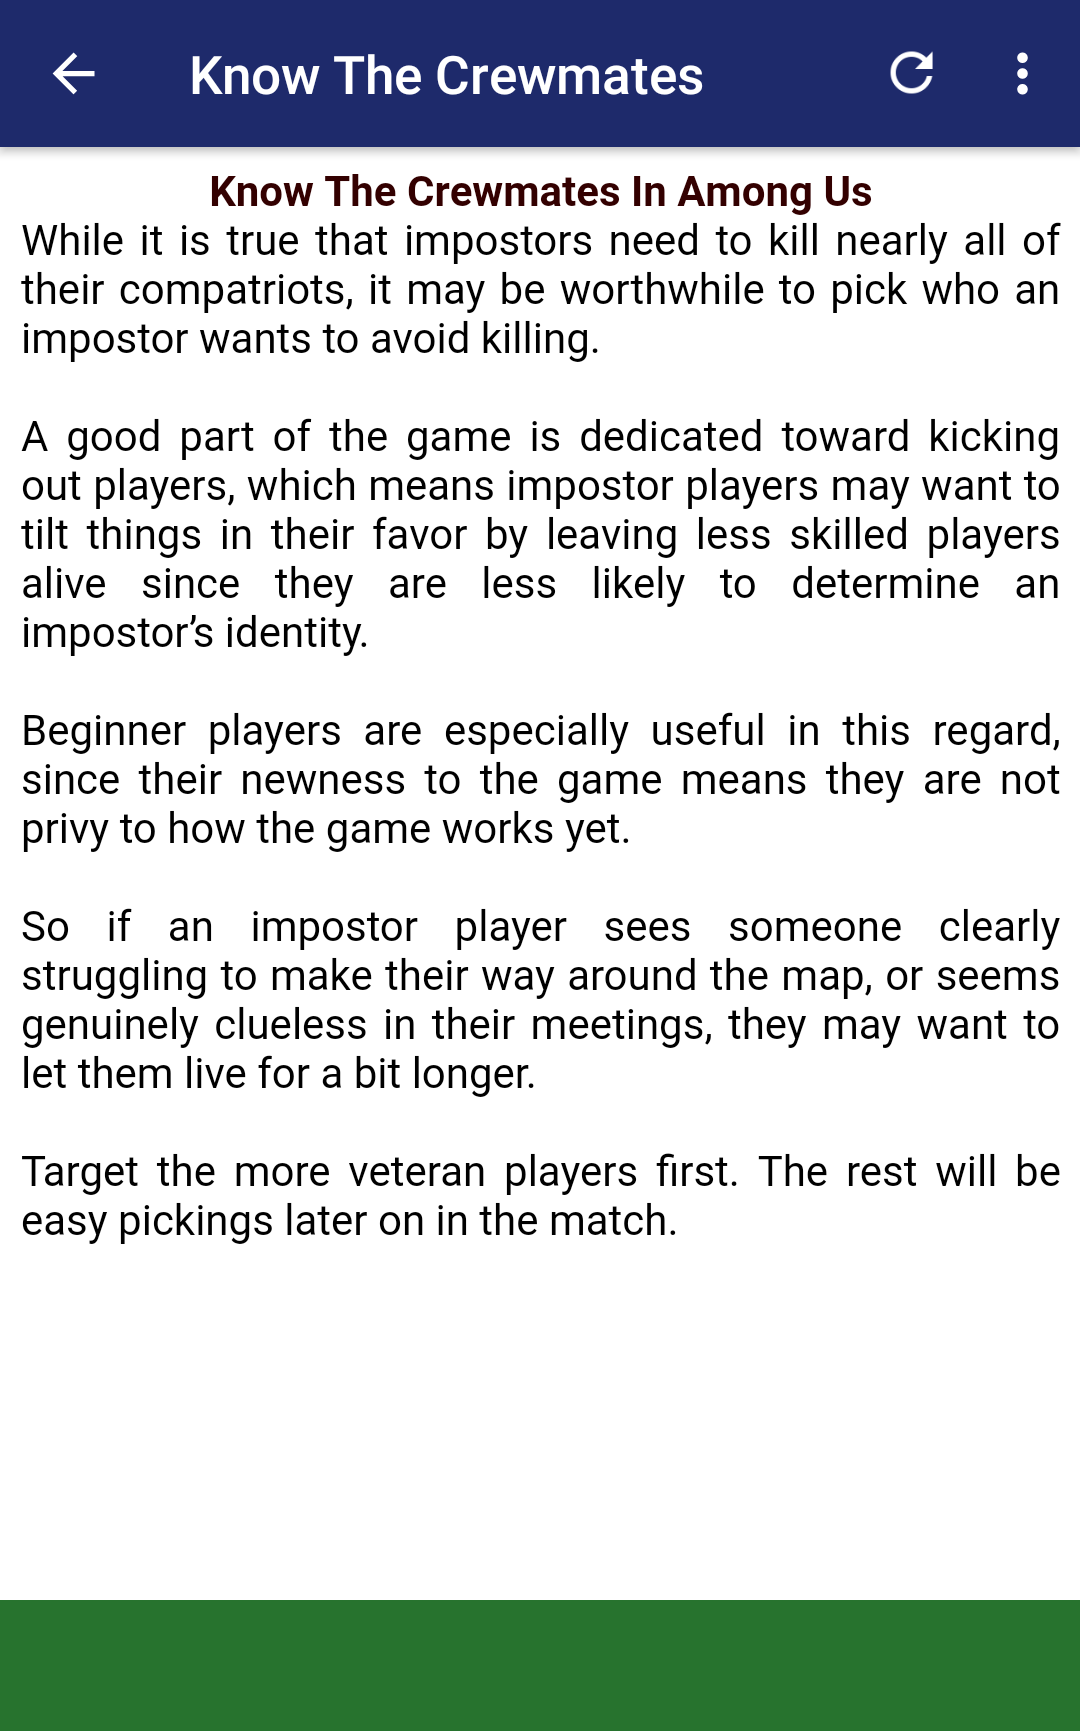 Know The Crewmates
Know The Crewmates In Among Us
While it is true that impostors need to kill nearly all of
their compatriots, it may be worthwhile to pick who an
impostor wants to avoid killing.
A good part of the game is dedicated toward kicking
out players, which means impostor players may want to
tilt things in their favor by leaving less skilled players
alive since they are less likely to determine an
impostor’s identity.
Beginner players are especially useful in this regard,
since their newness to the game means they are not
privy to how the game works yet.
So if an impostor player sees someone clearly
struggling to make their way around the map, or seems
genuinely clueless in their meetings, they may want to
let them live for a bit longer.
Target the more veteran players first. The rest will be
easy pickings later on in the match.